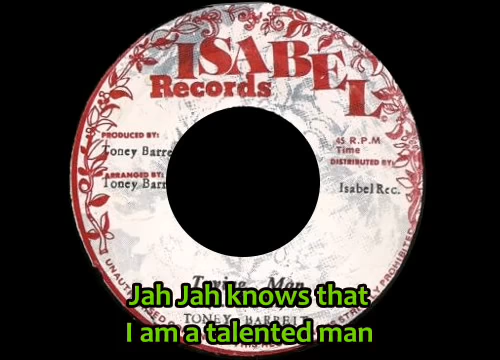 ISABEL
Records
PRODUCED BY:
Toney Barre
ARRANGED BY:
Toney Barr
45 R.P.M
Time
DISTRIBUTED BY:
Isabel Rec.
Man
TONEY BARRETT
Jah Jah knows that
I am a talented man